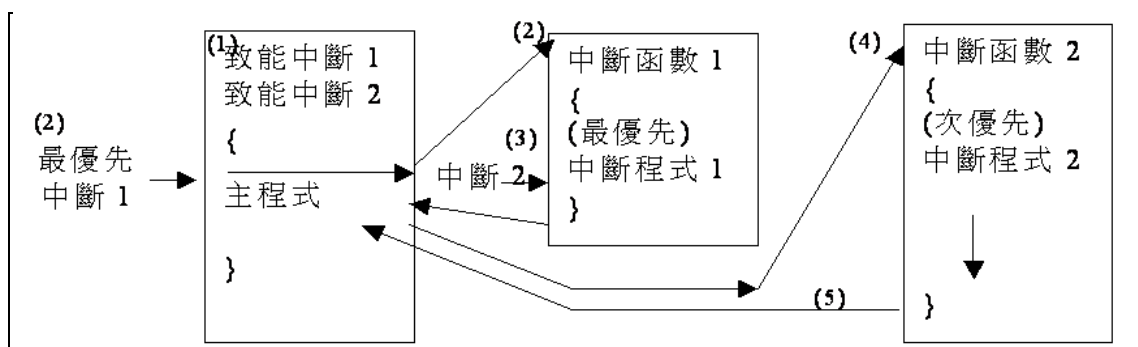 (2)
最優先
中斷 1
(1)
致能中斷 1
致能中斷 2
{
主程式
}
(2)
中斷函數 1
{
(最優先)
中斷程式 1
}
(3)
中斷 2
(4)
中斷函數 2
{
(次優先)
中斷程式 2
}
(5)